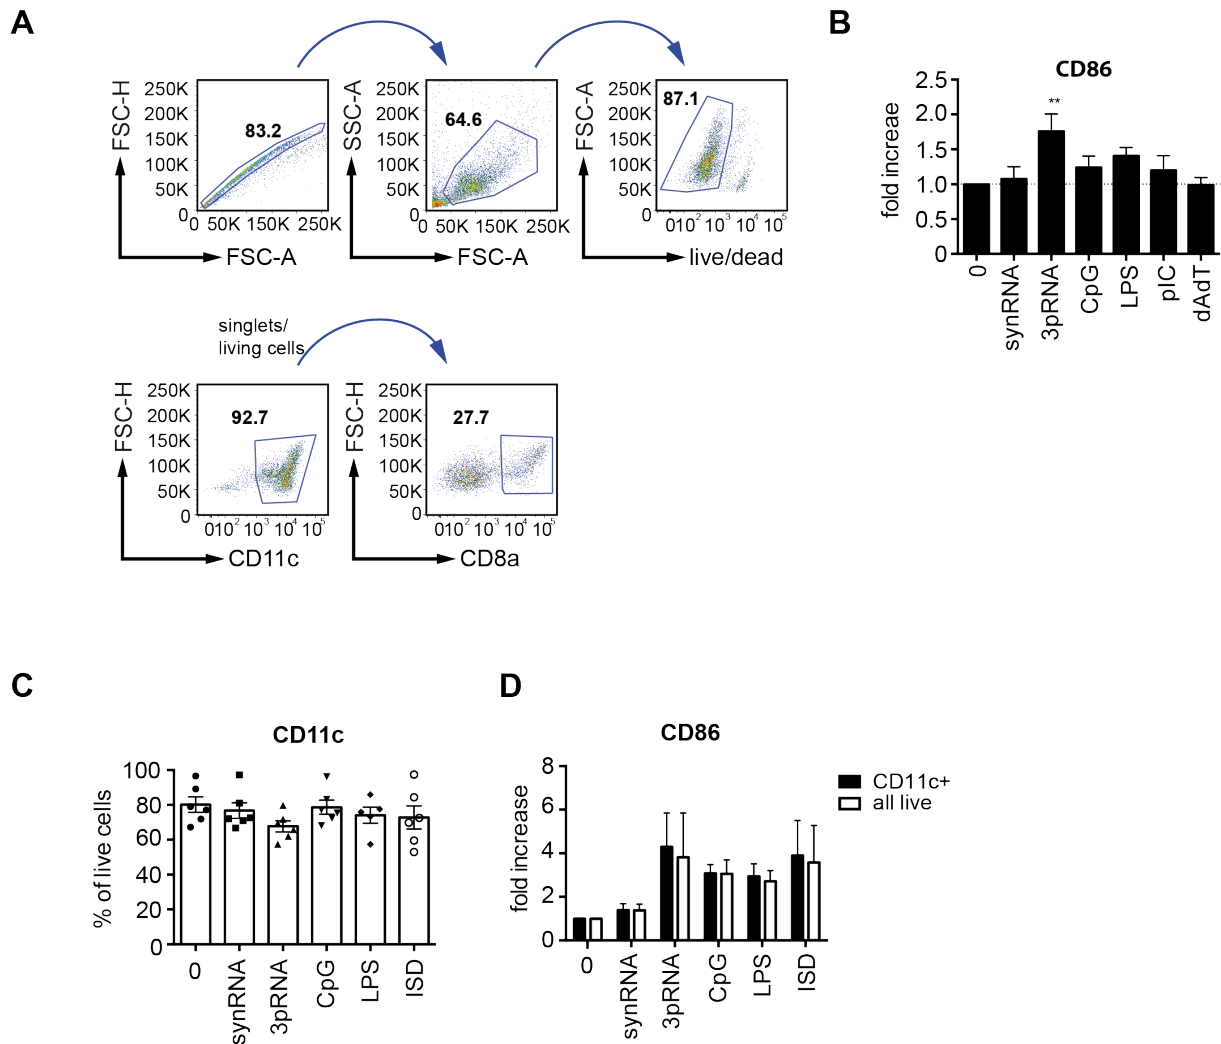 A
FSC-H
250K
200K
150K
100K
50K
0
83.2
0 50K 150K 250K
FSC-A
SSC-A
250K
200K
150K
100K
50K
0
64.6
0 50K 150K 250K
FSC-A
FSC-A
250K
200K
150K
100K
50K
0
87.1
010² 10³ 10⁴ 10⁵
live/dead
B
CD86
fold increae
2.5
2.0
1.5
1.0
0.5
0
**
0
synRNA
3pRNA
CpG
LPS
pIC
dAdT
singlets/
living cells
FSC-H
250K
200K
150K
100K
50K
0
92.7
010² 10³ 10⁴ 10⁵
CD11c
FSC-H
250K
200K
150K
100K
50K
0
27.7
010² 10³ 10⁴ 10⁵
CD8a
C
CD11c
% of live cells
100
80
60
40
20
0
0
synRNA
3pRNA
CpG
LPS
ISD
D
CD86
fold increase
8
6
4
2
0
0
synRNA
3pRNA
CpG
LPS
ISD
CD11c+
all live